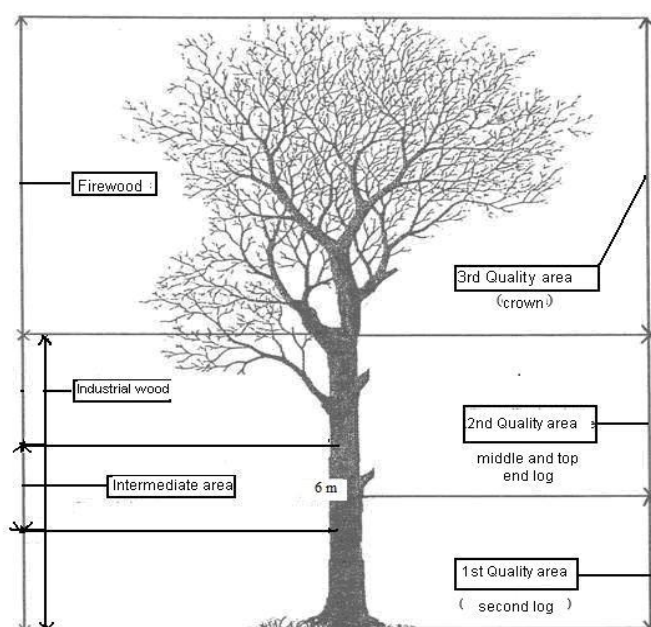 Firewood :
3rd Quality area
(crown)
Industrial wood
2nd Quality area
middle and top
end log
Intermediate area
6 m
1st Quality area
( second log )